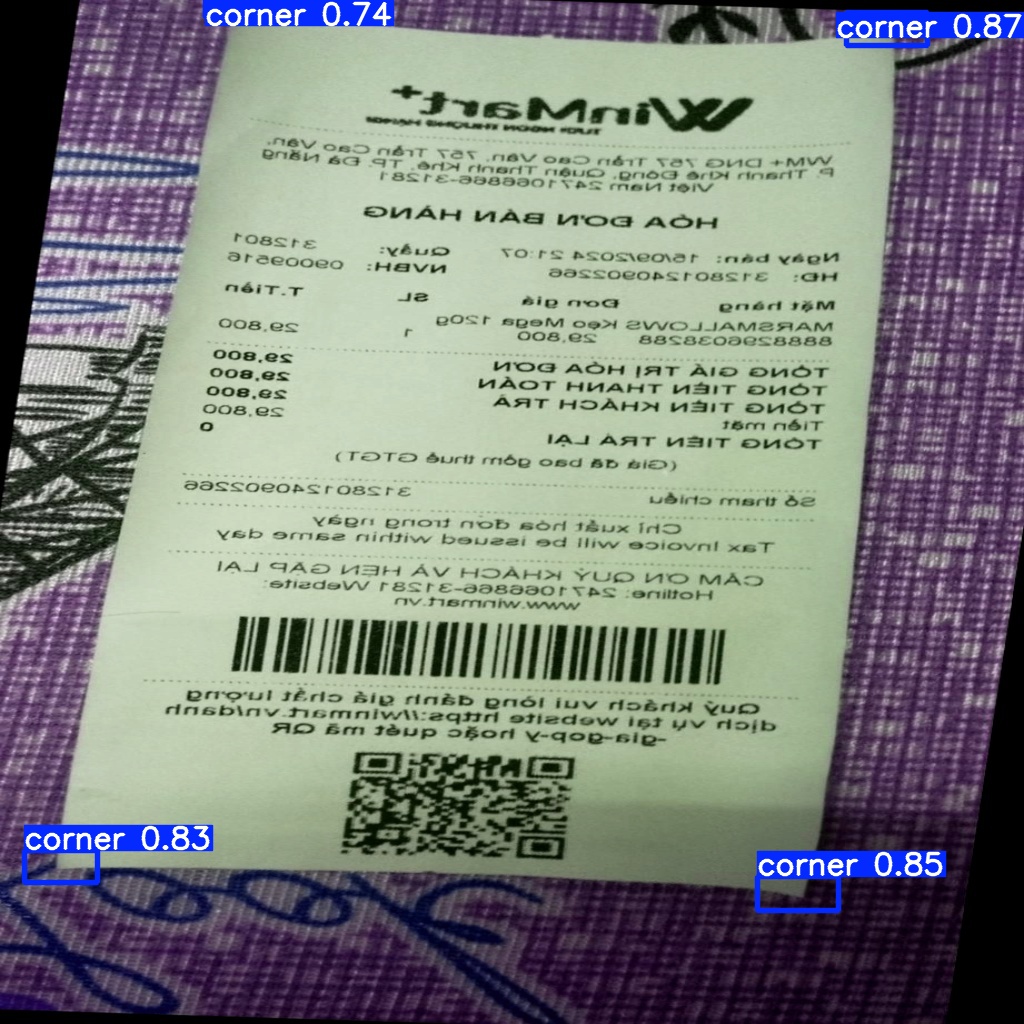 corner 0.74
corner 0.87
WinMart+
TƯƠI NGON THƯỢNG HẠNG
VVM+ DNG 757 Trần Cao Vân, 757 Trần Cao Vân,
P. Thanh Khê Đông, Quận Thanh Khê, TP. Đà Nẵng
Việt Nam 2471066866-31281
HÓA ĐƠN BÁN HÀNG
Ngày bán: 15/09/2024 21:07 Quầy: 312801
HĐ: 312801240902266 NVBH: 09009516
Mặt hàng Đơn giá SL T.Tiền
MARSMALLOWS Kẹo Mega 120g
8888296038288 29,800 1 29,800
TỔNG GIÁ TRỊ HÓA ĐƠN 29,800
TỔNG TIỀN THANH TOÁN 29,800
TỔNG TIỀN KHÁCH TRẢ 29,800
Tiền mặt 29,800
TỔNG TIỀN TRẢ LẠI 0
(Giá đã bao gồm thuế GTGT)
Số tham chiếu 312801240902266
Chỉ xuất hóa đơn trong ngày
Tax Invoice will be issued within same day
CẢM ƠN QUÝ KHÁCH VÀ HẸN GẶP LẠI
Hotline: 2471066866-31281 Website:
www.winmart.vn
Quý khách vui lòng đánh giá chất lượng
dịch vụ tại website https://winmart.vn/danh
-gia-gop-y hoặc quét mã QR
corner 0.83
corner 0.85